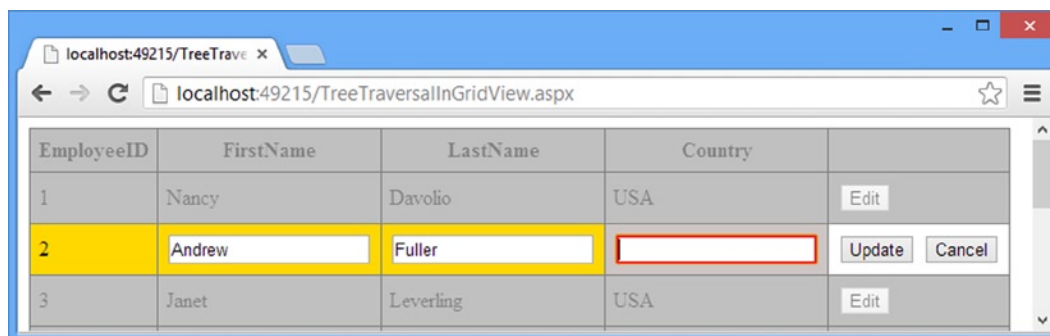 localhost:49215/TreeTrave
localhost:49215/TreeTraversalInGridView.aspx
EmployeeID FirstName LastName Country
1 Nancy Davolio USA Edit
2 Andrew Fuller Update Cancel
3 Janet Leverling USA Edit